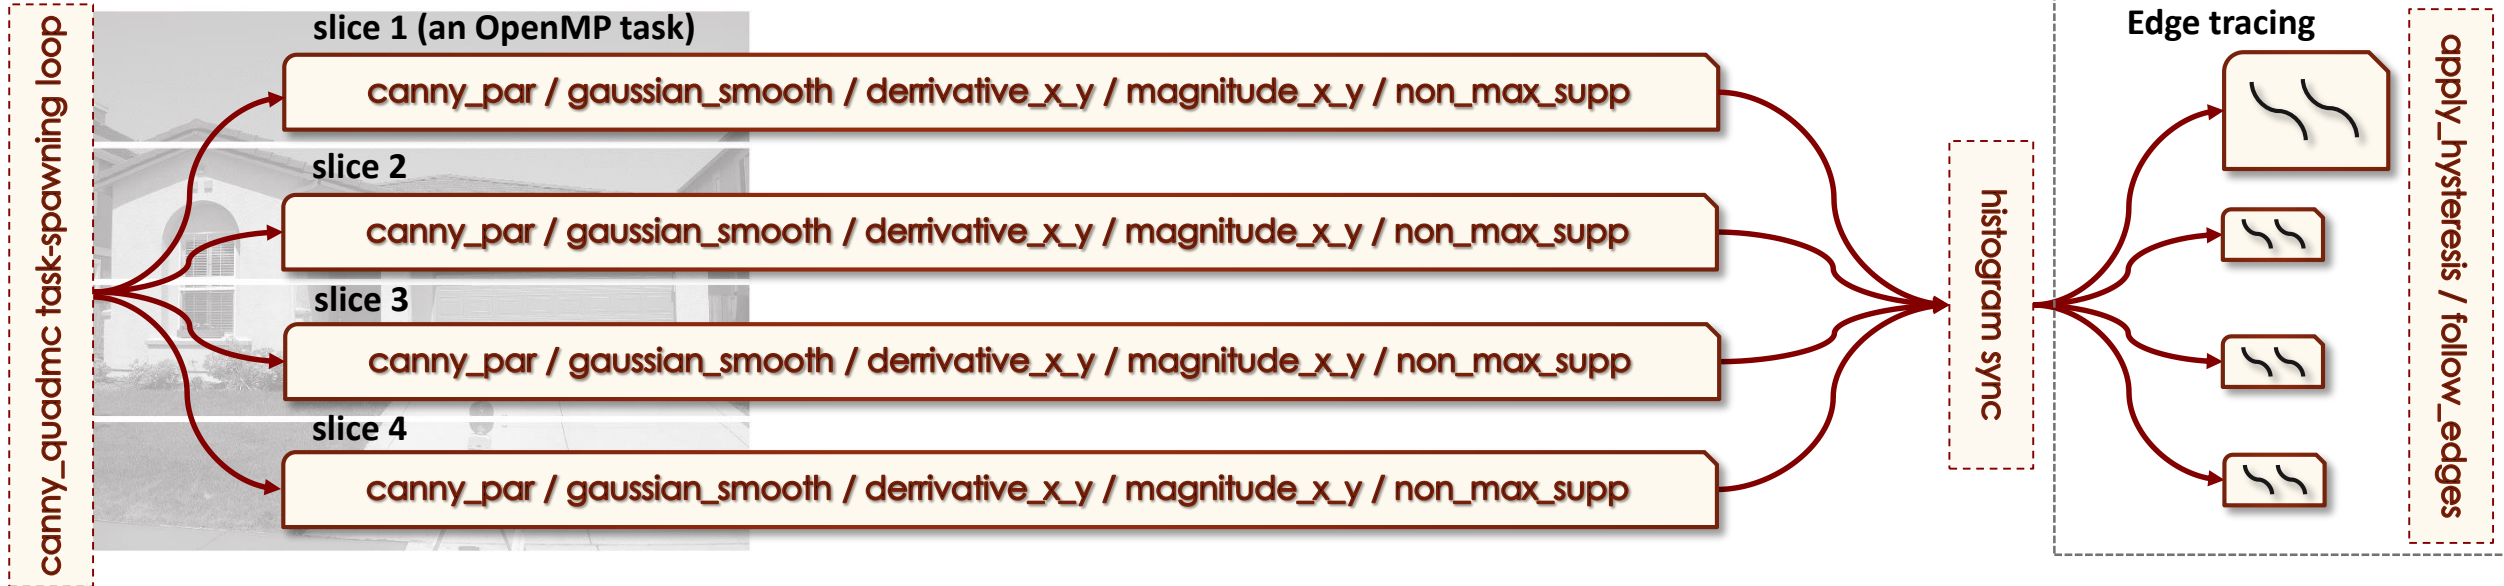 canny_quadmc task-spawning loop
slice 1 (an OpenMP task)
canny_par / gaussian_smooth / derrivative_x_y / magnitude_x_y / non_max_supp
slice 2
canny_par / gaussian_smooth / derrivative_x_y / magnitude_x_y / non_max_supp
slice 3
canny_par / gaussian_smooth / derrivative_x_y / magnitude_x_y / non_max_supp
slice 4
canny_par / gaussian_smooth / derrivative_x_y / magnitude_x_y / non_max_supp
histogram sync
Edge tracing
apply_hysteresis / follow_edges